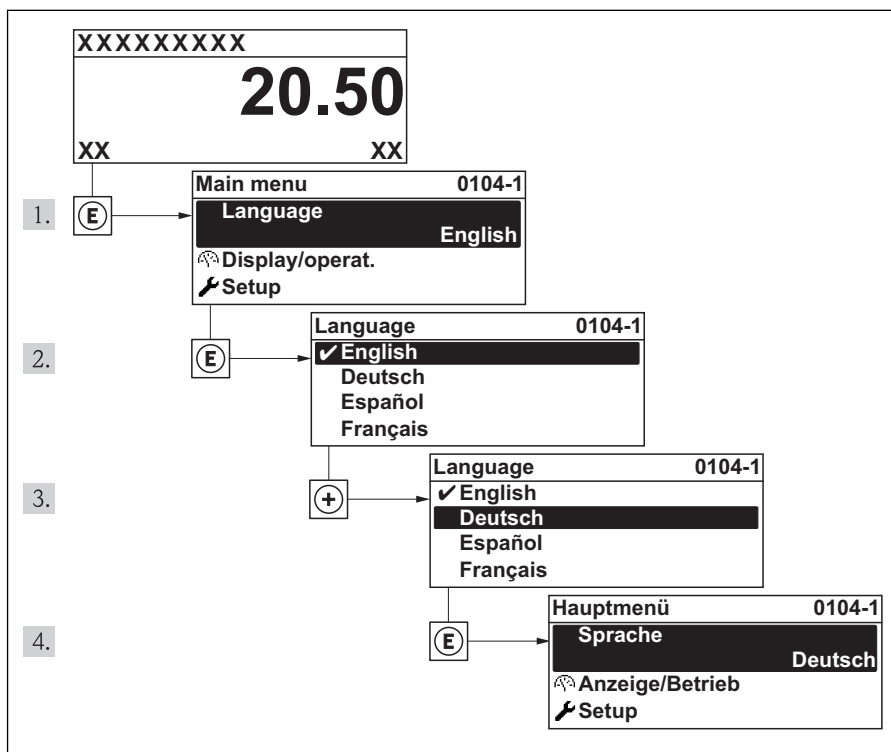 XXXXXXXXX
20.50
XX XX
1. E
Main menu 0104-1
Language
English
Display/operat.
Setup
2. E
Language 0104-1
✔ English
Deutsch
Español
Français
3. +
Language 0104-1
✔ English
Deutsch
Español
Français
4. E
Hauptmenü 0104-1
Sprache
Deutsch
Anzeige/Betrieb
Setup